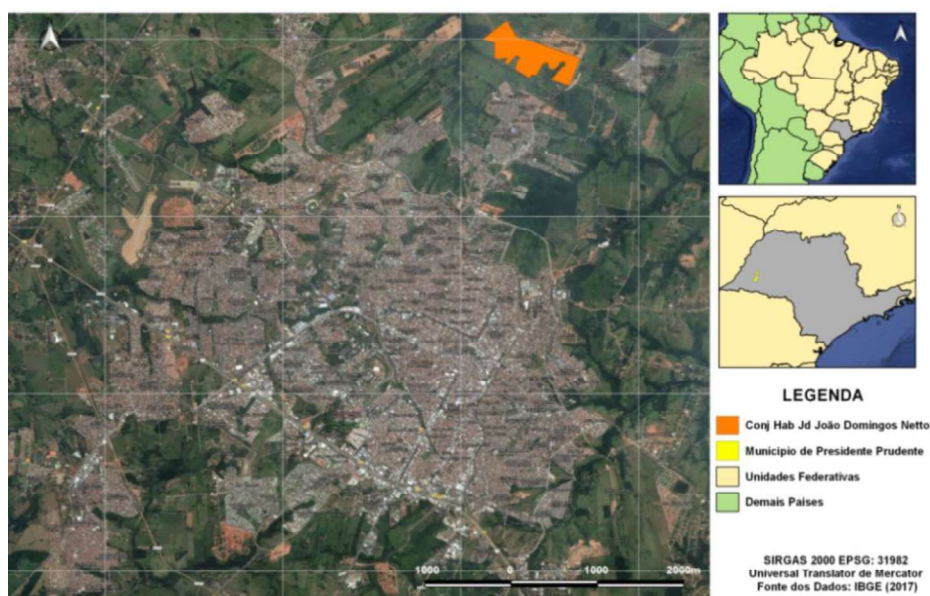 LEGENDA
Conj Hab Jd João Domingos Netto
Municipio de Presidente Prudente
Unidades Federativas
Demais Países
SIRGAS 2000 EPSG: 31982
Universal Translator de Mercator
Fonte dos Dados: IBGE (2017)
1000 0 1000 2000m